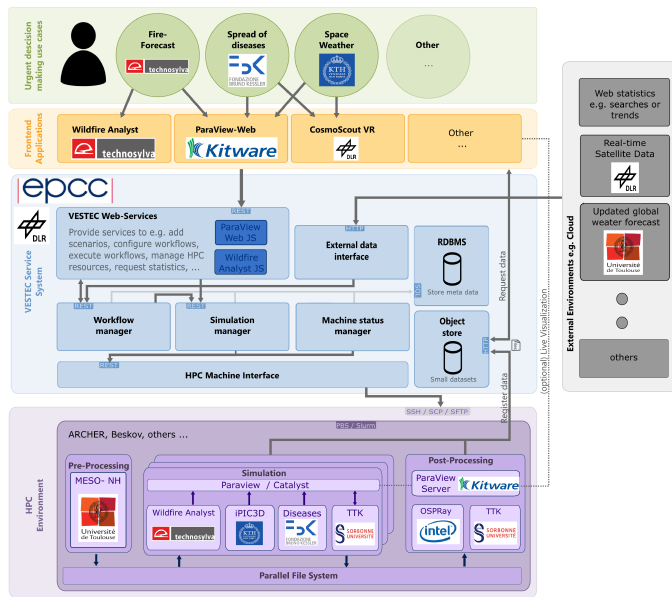 Urgent descision
making use cases
Fire-
Forecast
technosylva
Spread of
diseases
FBK
FONDAZIONE
BRUNO KESSLER
Space
Weather
KTH
Other
...
Frontend
Applications
Wildfire Analyst
technosylva
ParaView-Web
Kitware
CosmoScout VR
DLR
Other
...
External Environments e.g. Cloud
Web statistics
e.g. searches or
trends
Real-time
Satellite Data
DLR
Updated global
weater forecast
Université
de Toulouse
others
VESTEC Service
System
epcc
DLR
REST
VESTEC Web-Services
Provide services to e.g. add
scenarios, configure workflows,
execute workflows, manage HPC
resources, request statistics, ...
ParaView
Web JS
Wildfire
Analyst JS
HTTP
External data
interface
RDBMS
Store meta data
SQL
REST
Workflow
manager
REST
Simulation
manager
Machine status
manager
Object
store
Small datasets
HTTP
REST
HPC Machine Interface
Request data
Register data
(optional) Live Visualization
SSH / SCP / SFTP
PBS / Slurm
HPC
Environment
ARCHER, Beskov, others ...
Pre-Processing
MESO- NH
Université
de Toulouse
Simulation
Paraview / Catalyst
Wildfire Analyst
technosylva
iPIC3D
KTH
Diseases
FBK
FONDAZIONE
BRUNO KESSLER
TTK
SORBONNE
UNIVERSITÉ
Post-Processing
ParaView
Server
Kitware
OSPRay
intel
TTK
SORBONNE
UNIVERSITÉ
Parallel File System